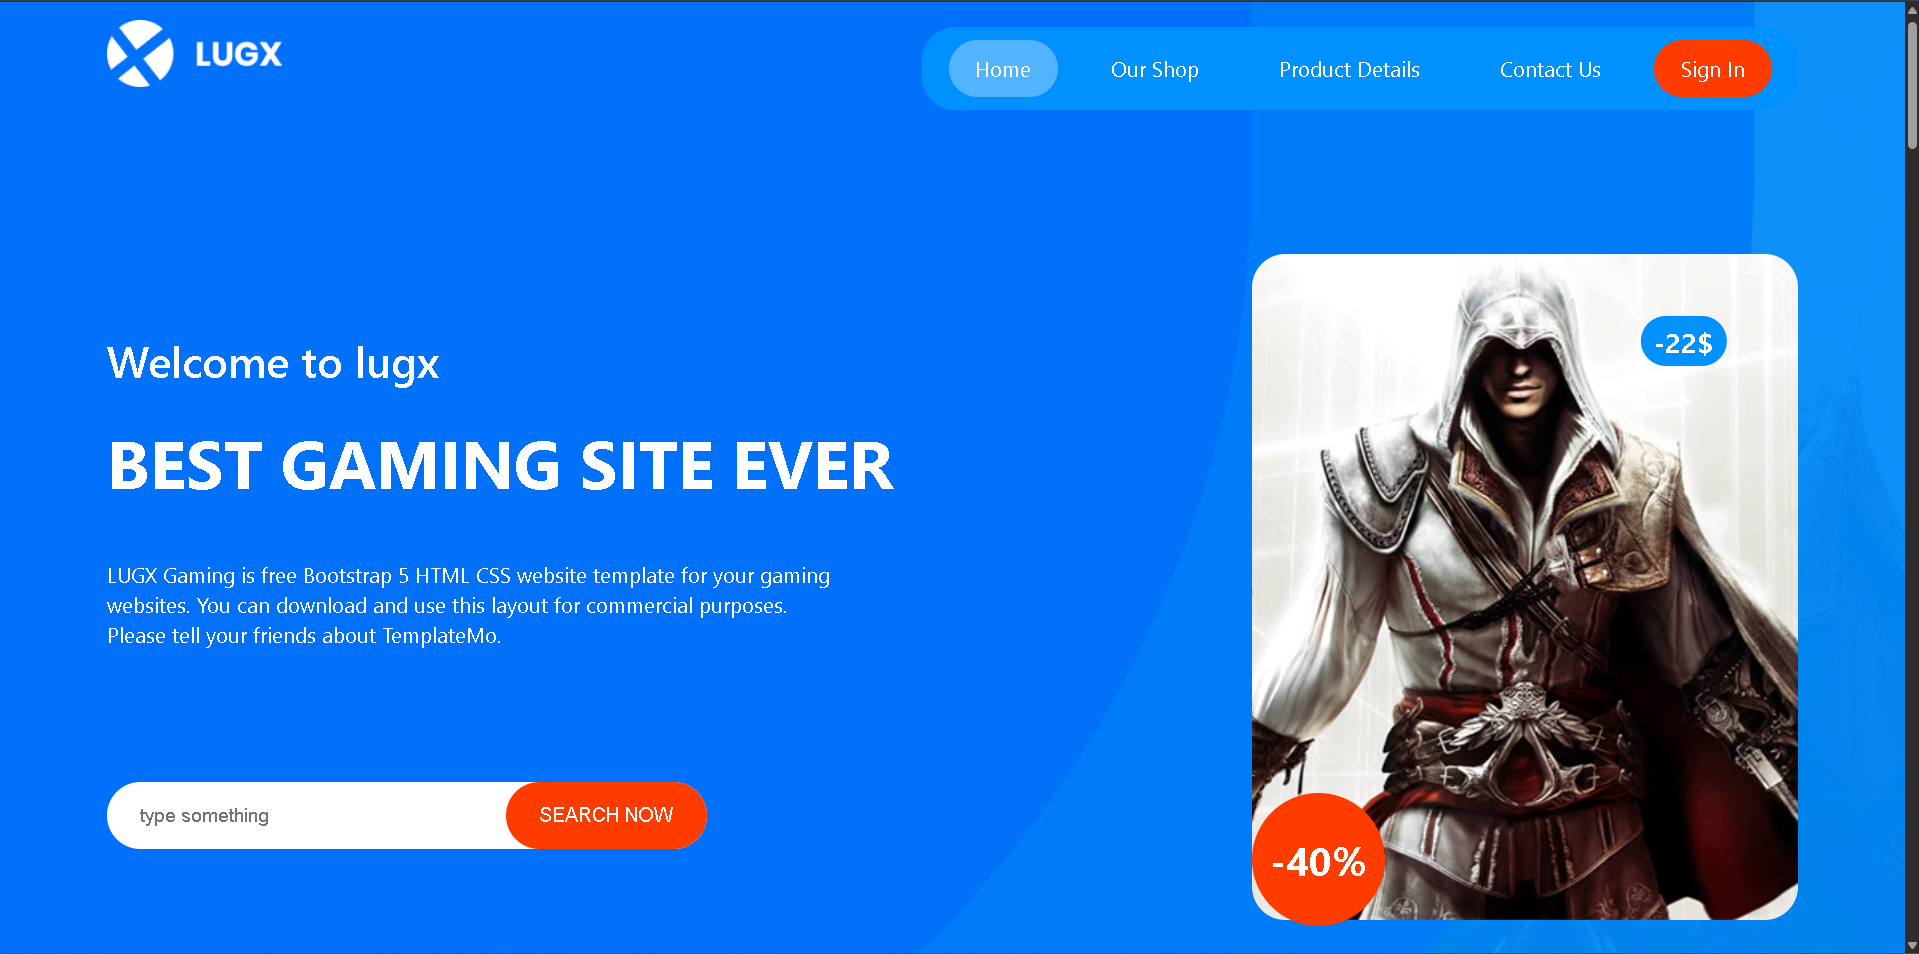 LUGX
Home
Our Shop
Product Details
Contact Us
Sign In
-22$
Welcome to lugx
BEST GAMING SITE EVER
LUGX Gaming is free Bootstrap 5 HTML CSS website template for your gaming
websites. You can download and use this layout for commercial purposes.
Please tell your friends about TemplateMo.
type something
SEARCH NOW
-40%